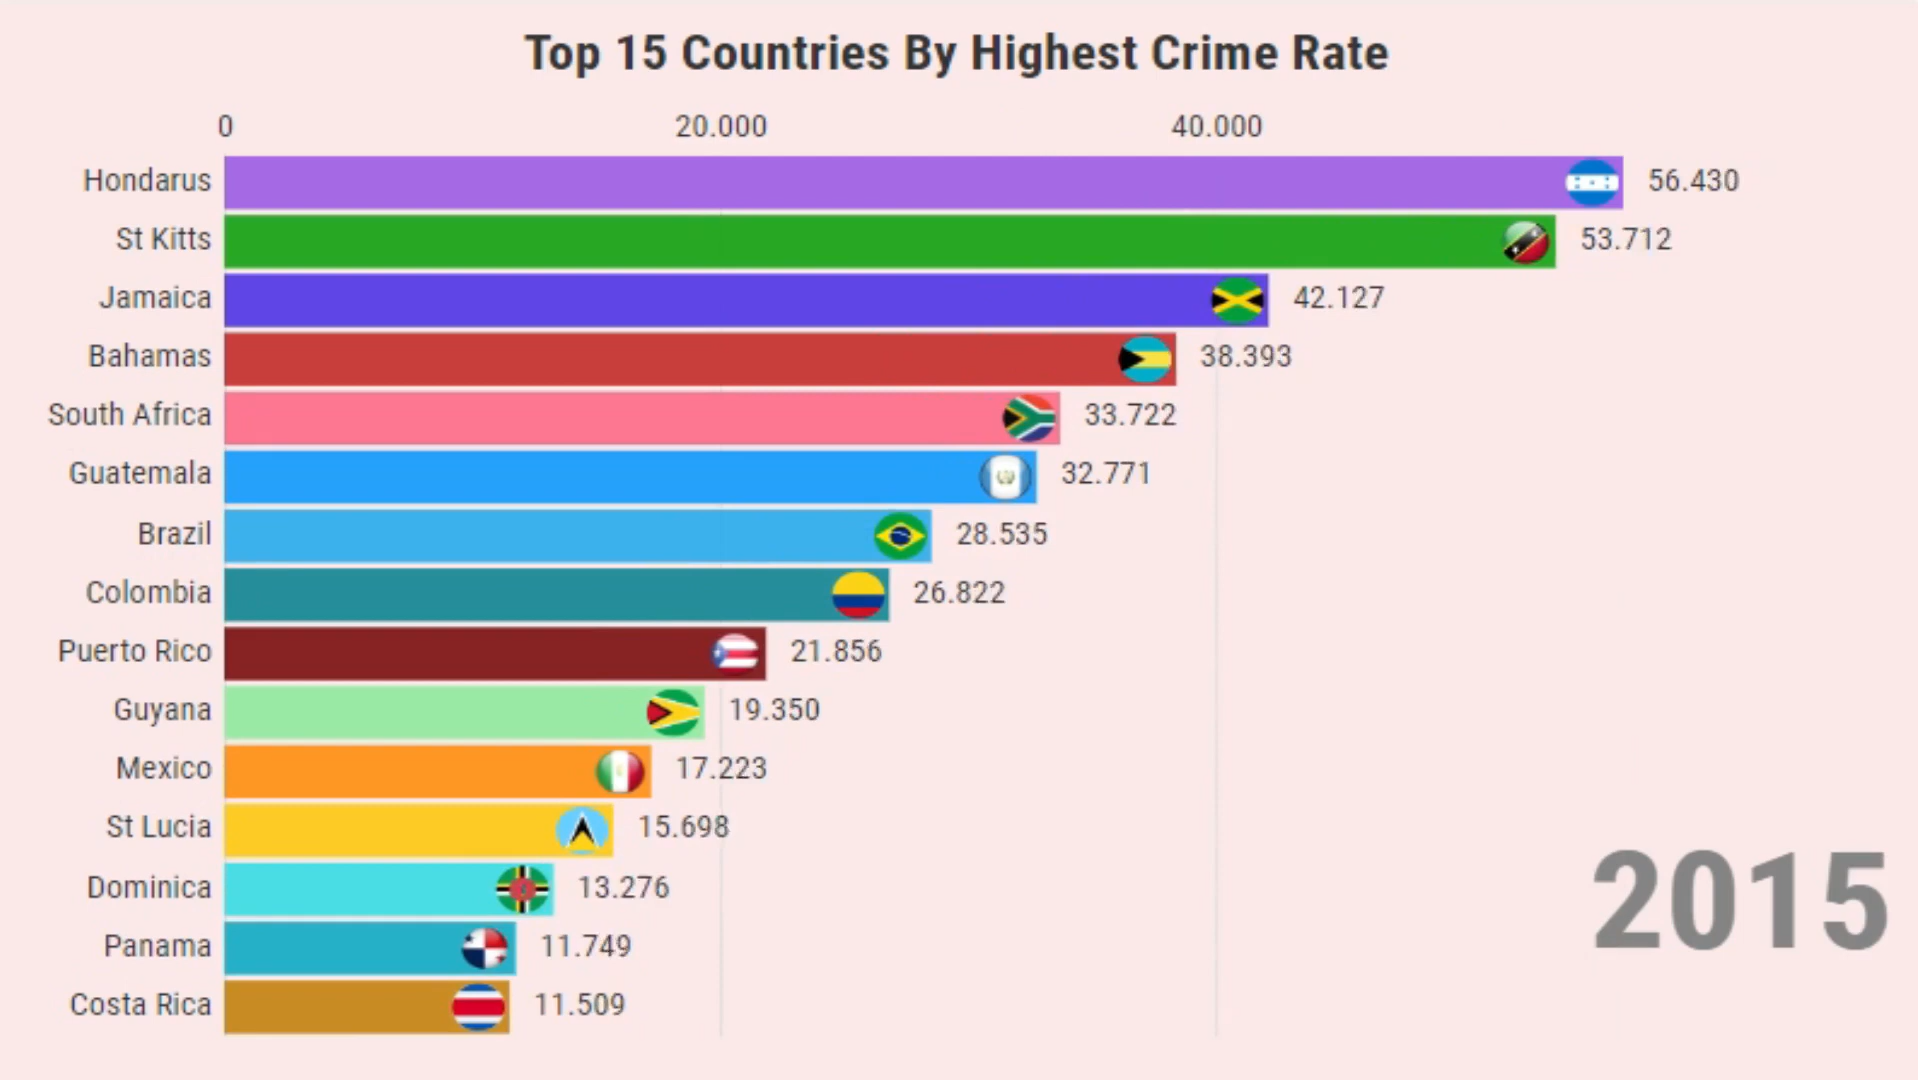 Top 15 Countries By Highest Crime Rate
0 20.000 40.000
Hondarus 56.430
St Kitts 53.712
Jamaica 42.127
Bahamas 38.393
South Africa 33.722
Guatemala 32.771
Brazil 28.535
Colombia 26.822
Puerto Rico 21.856
Guyana 19.350
Mexico 17.223
St Lucia 15.698
Dominica 13.276
Panama 11.749
Costa Rica 11.509
2015